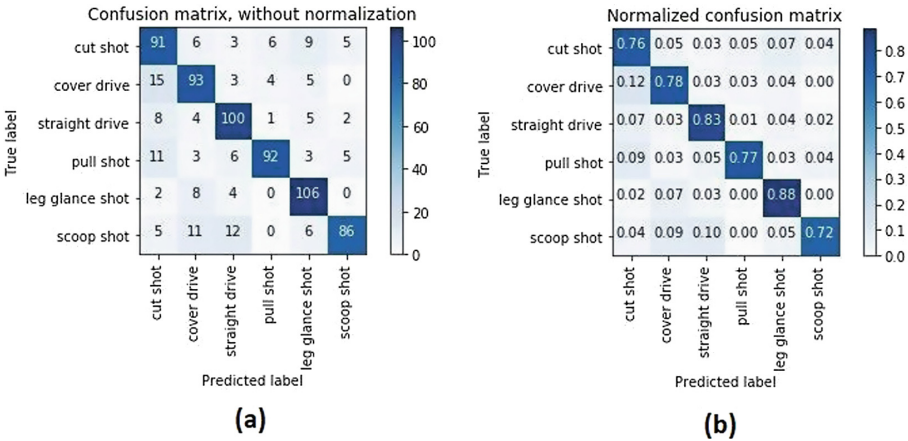 Confusion matrix, without normalization
True label
cut shot 91 6 3 6 9 5
cover drive 15 93 3 4 5 0
straight drive 8 4 100 1 5 2
pull shot 11 3 6 92 3 5
leg glance shot 2 8 4 0 106 0
scoop shot 5 11 12 0 6 86
cut shot
cover drive
straight drive
pull shot
leg glance shot
scoop shot
Predicted label
100
80
60
40
20
0
(a)
Normalized confusion matrix
True label
cut shot 0.76 0.05 0.03 0.05 0.07 0.04
cover drive 0.12 0.78 0.03 0.03 0.04 0.00
straight drive 0.07 0.03 0.83 0.01 0.04 0.02
pull shot 0.09 0.03 0.05 0.77 0.03 0.04
leg glance shot 0.02 0.07 0.03 0.00 0.88 0.00
scoop shot 0.04 0.09 0.10 0.00 0.05 0.72
cut shot
cover drive
straight drive
pull shot
leg glance shot
scoop shot
Predicted label
0.8
0.7
0.6
0.5
0.4
0.3
0.2
0.1
0.0
(b)